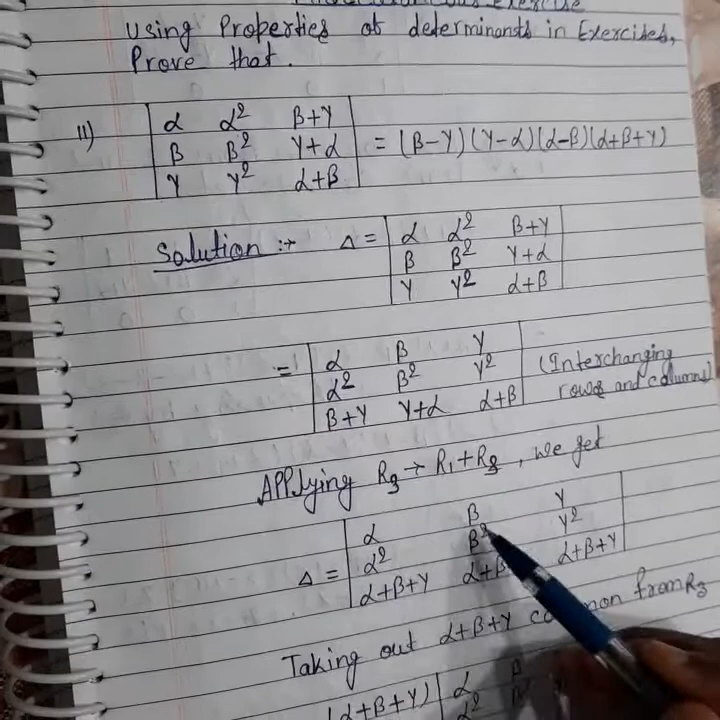 Using Properties of determinants in Exercises,
Prove that.
11) | α α² β+γ |
| β β² γ+α | = (β-γ)(γ-α)(α-β)(α+β+γ)
| γ γ² α+β |
Solution :→ Δ = | α α² β+γ |
| β β² γ+α |
| γ γ² α+β |
= | α β γ |
| α² β² γ² | (Interchanging
| β+γ γ+α α+β | rows and columns)
Applying R₃ → R₁+R₃, we get
| α β γ |
Δ = | α² β² γ² |
| α+β+γ α+β α+β+γ |
Taking out α+β+γ from R₃
(α+β+γ) | α β
α²